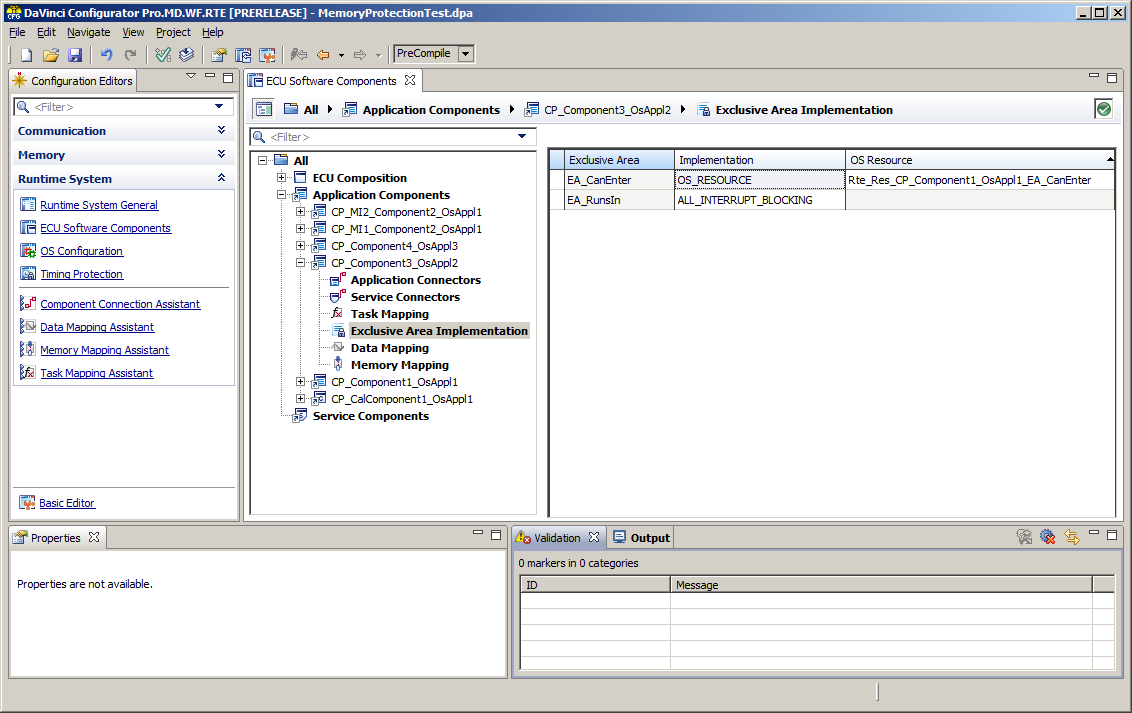 DaVinci Configurator Pro.MD.WF.RTE [PRERELEASE] - MemoryProtectionTest.dpa
File Edit Navigate View Project Help
PreCompile
Configuration Editors
<Filter>
Communication
Memory
Runtime System
Runtime System General
ECU Software Components
OS Configuration
Timing Protection
Component Connection Assistant
Data Mapping Assistant
Memory Mapping Assistant
Task Mapping Assistant
Basic Editor
ECU Software Components
All Application Components CP_Component3_OsAppl2 Exclusive Area Implementation
<Filter>
All
ECU Composition
Application Components
CP_MI2_Component2_OsAppl1
CP_MI1_Component2_OsAppl1
CP_Component4_OsAppl3
CP_Component3_OsAppl2
Application Connectors
Service Connectors
Task Mapping
Exclusive Area Implementation
Data Mapping
Memory Mapping
CP_Component1_OsAppl1
CP_CalComponent1_OsAppl1
Service Components
Exclusive Area Implementation OS Resource
EA_CanEnter OS_RESOURCE Rte_Res_CP_Component1_OsAppl1_EA_CanEnter
EA_RunsIn ALL_INTERRUPT_BLOCKING
Properties
Properties are not available.
Validation Output
0 markers in 0 categories
ID Message